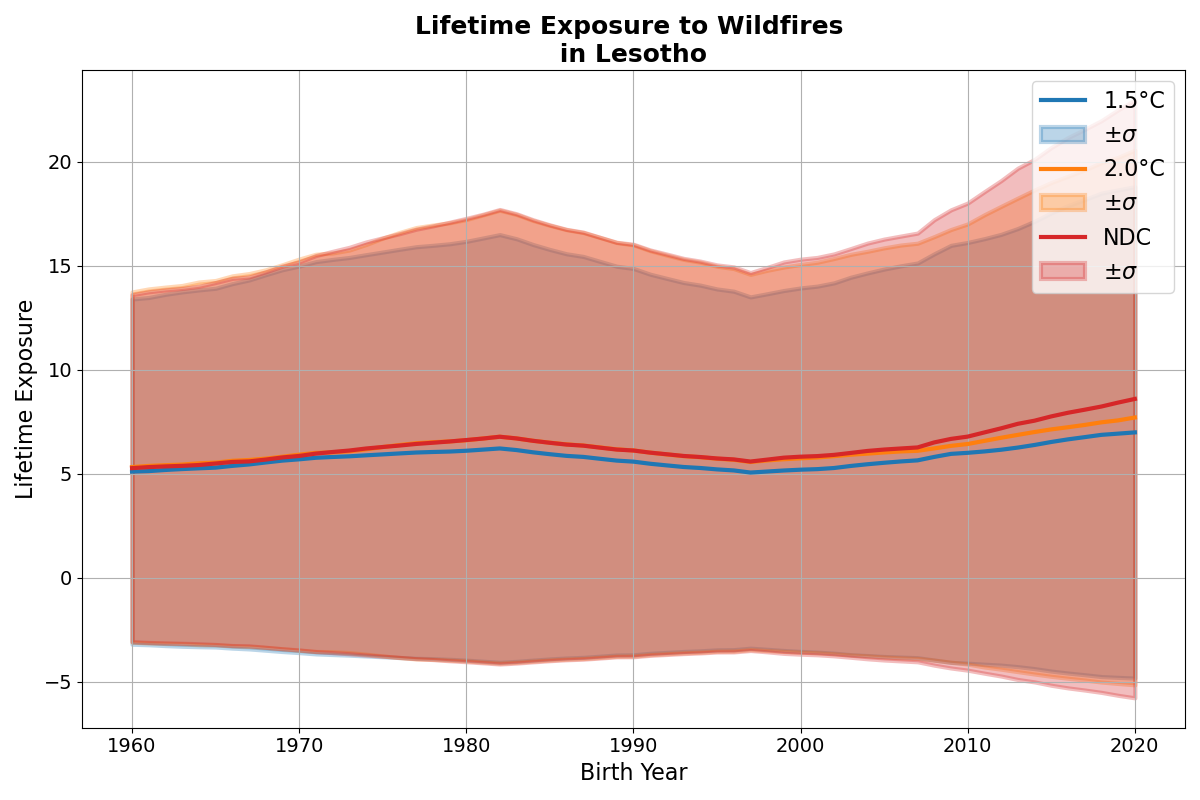 Lifetime Exposure to Wildfires
in Lesotho
1.5°C
±σ
2.0°C
±σ
NDC
±σ
Lifetime Exposure
20
15
10
5
0
−5
1960
1970
1980
1990
2000
2010
2020
Birth Year